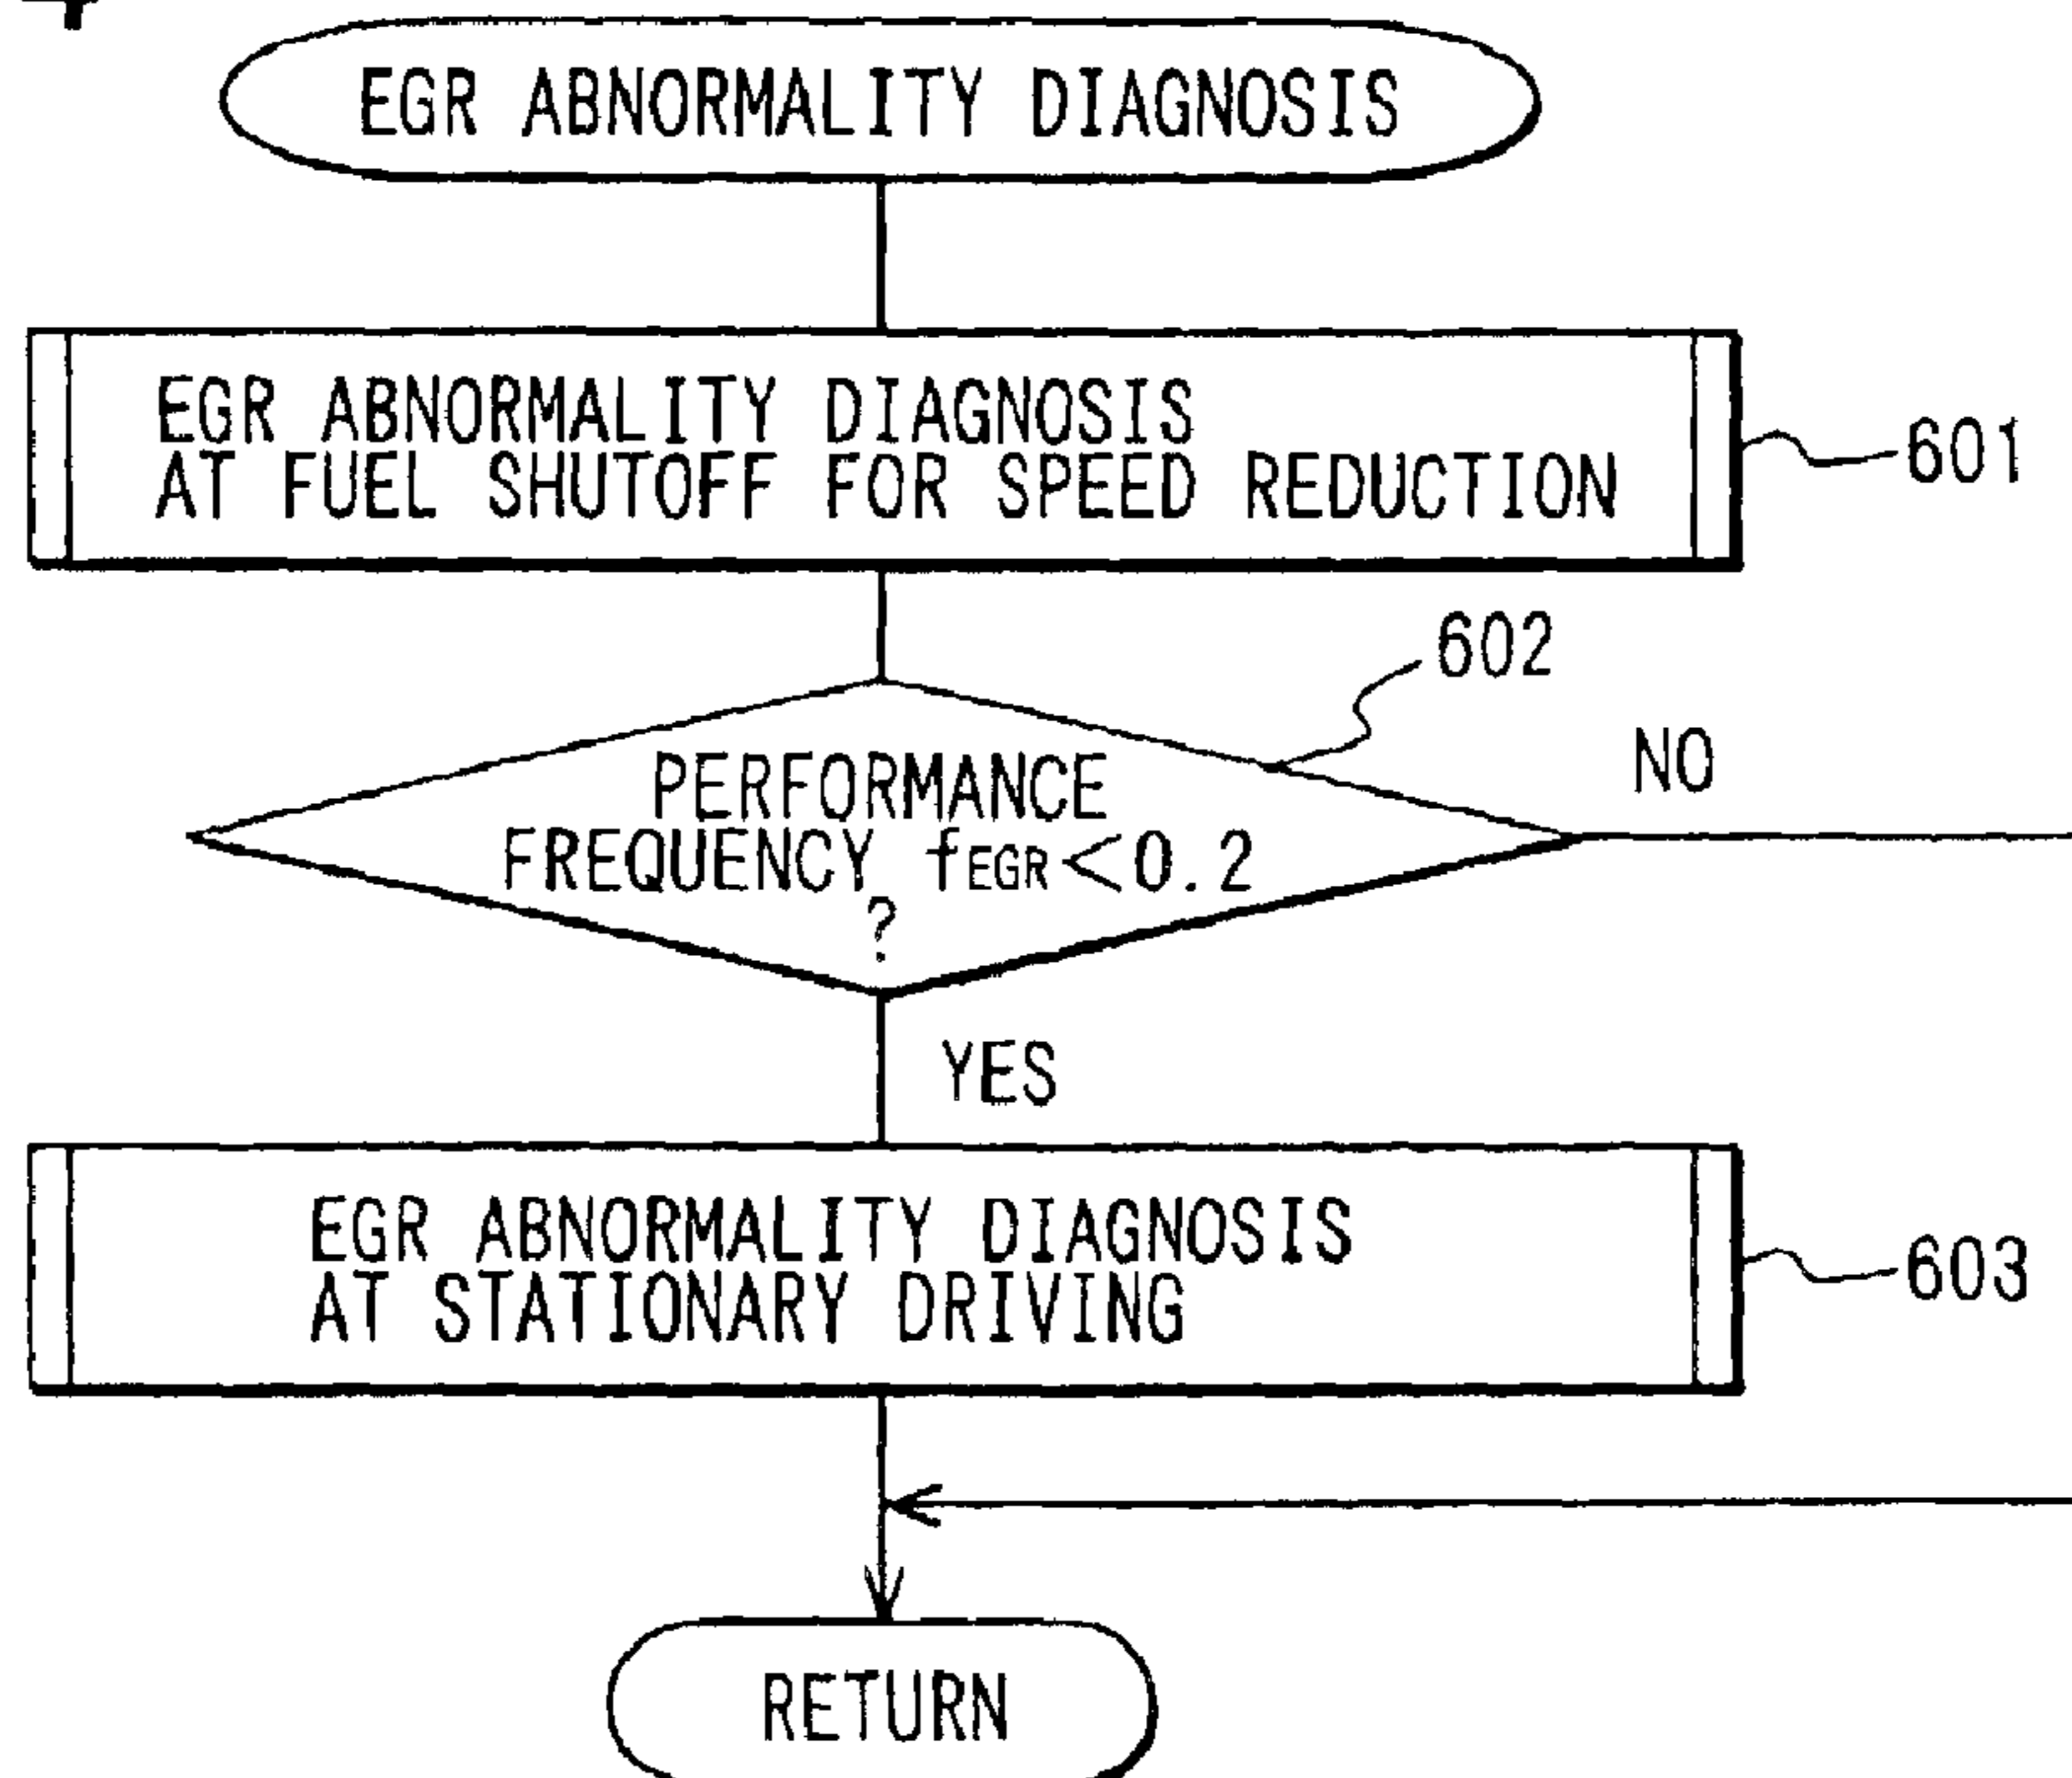 EGR ABNORMALITY DIAGNOSIS
EGR ABNORMALITY DIAGNOSIS
AT FUEL SHUTOFF FOR SPEED REDUCTION
601
602
PERFORMANCE
FREQUENCY fEGR<0.2
?
NO
YES
EGR ABNORMALITY DIAGNOSIS
AT STATIONARY DRIVING
603
RETURN